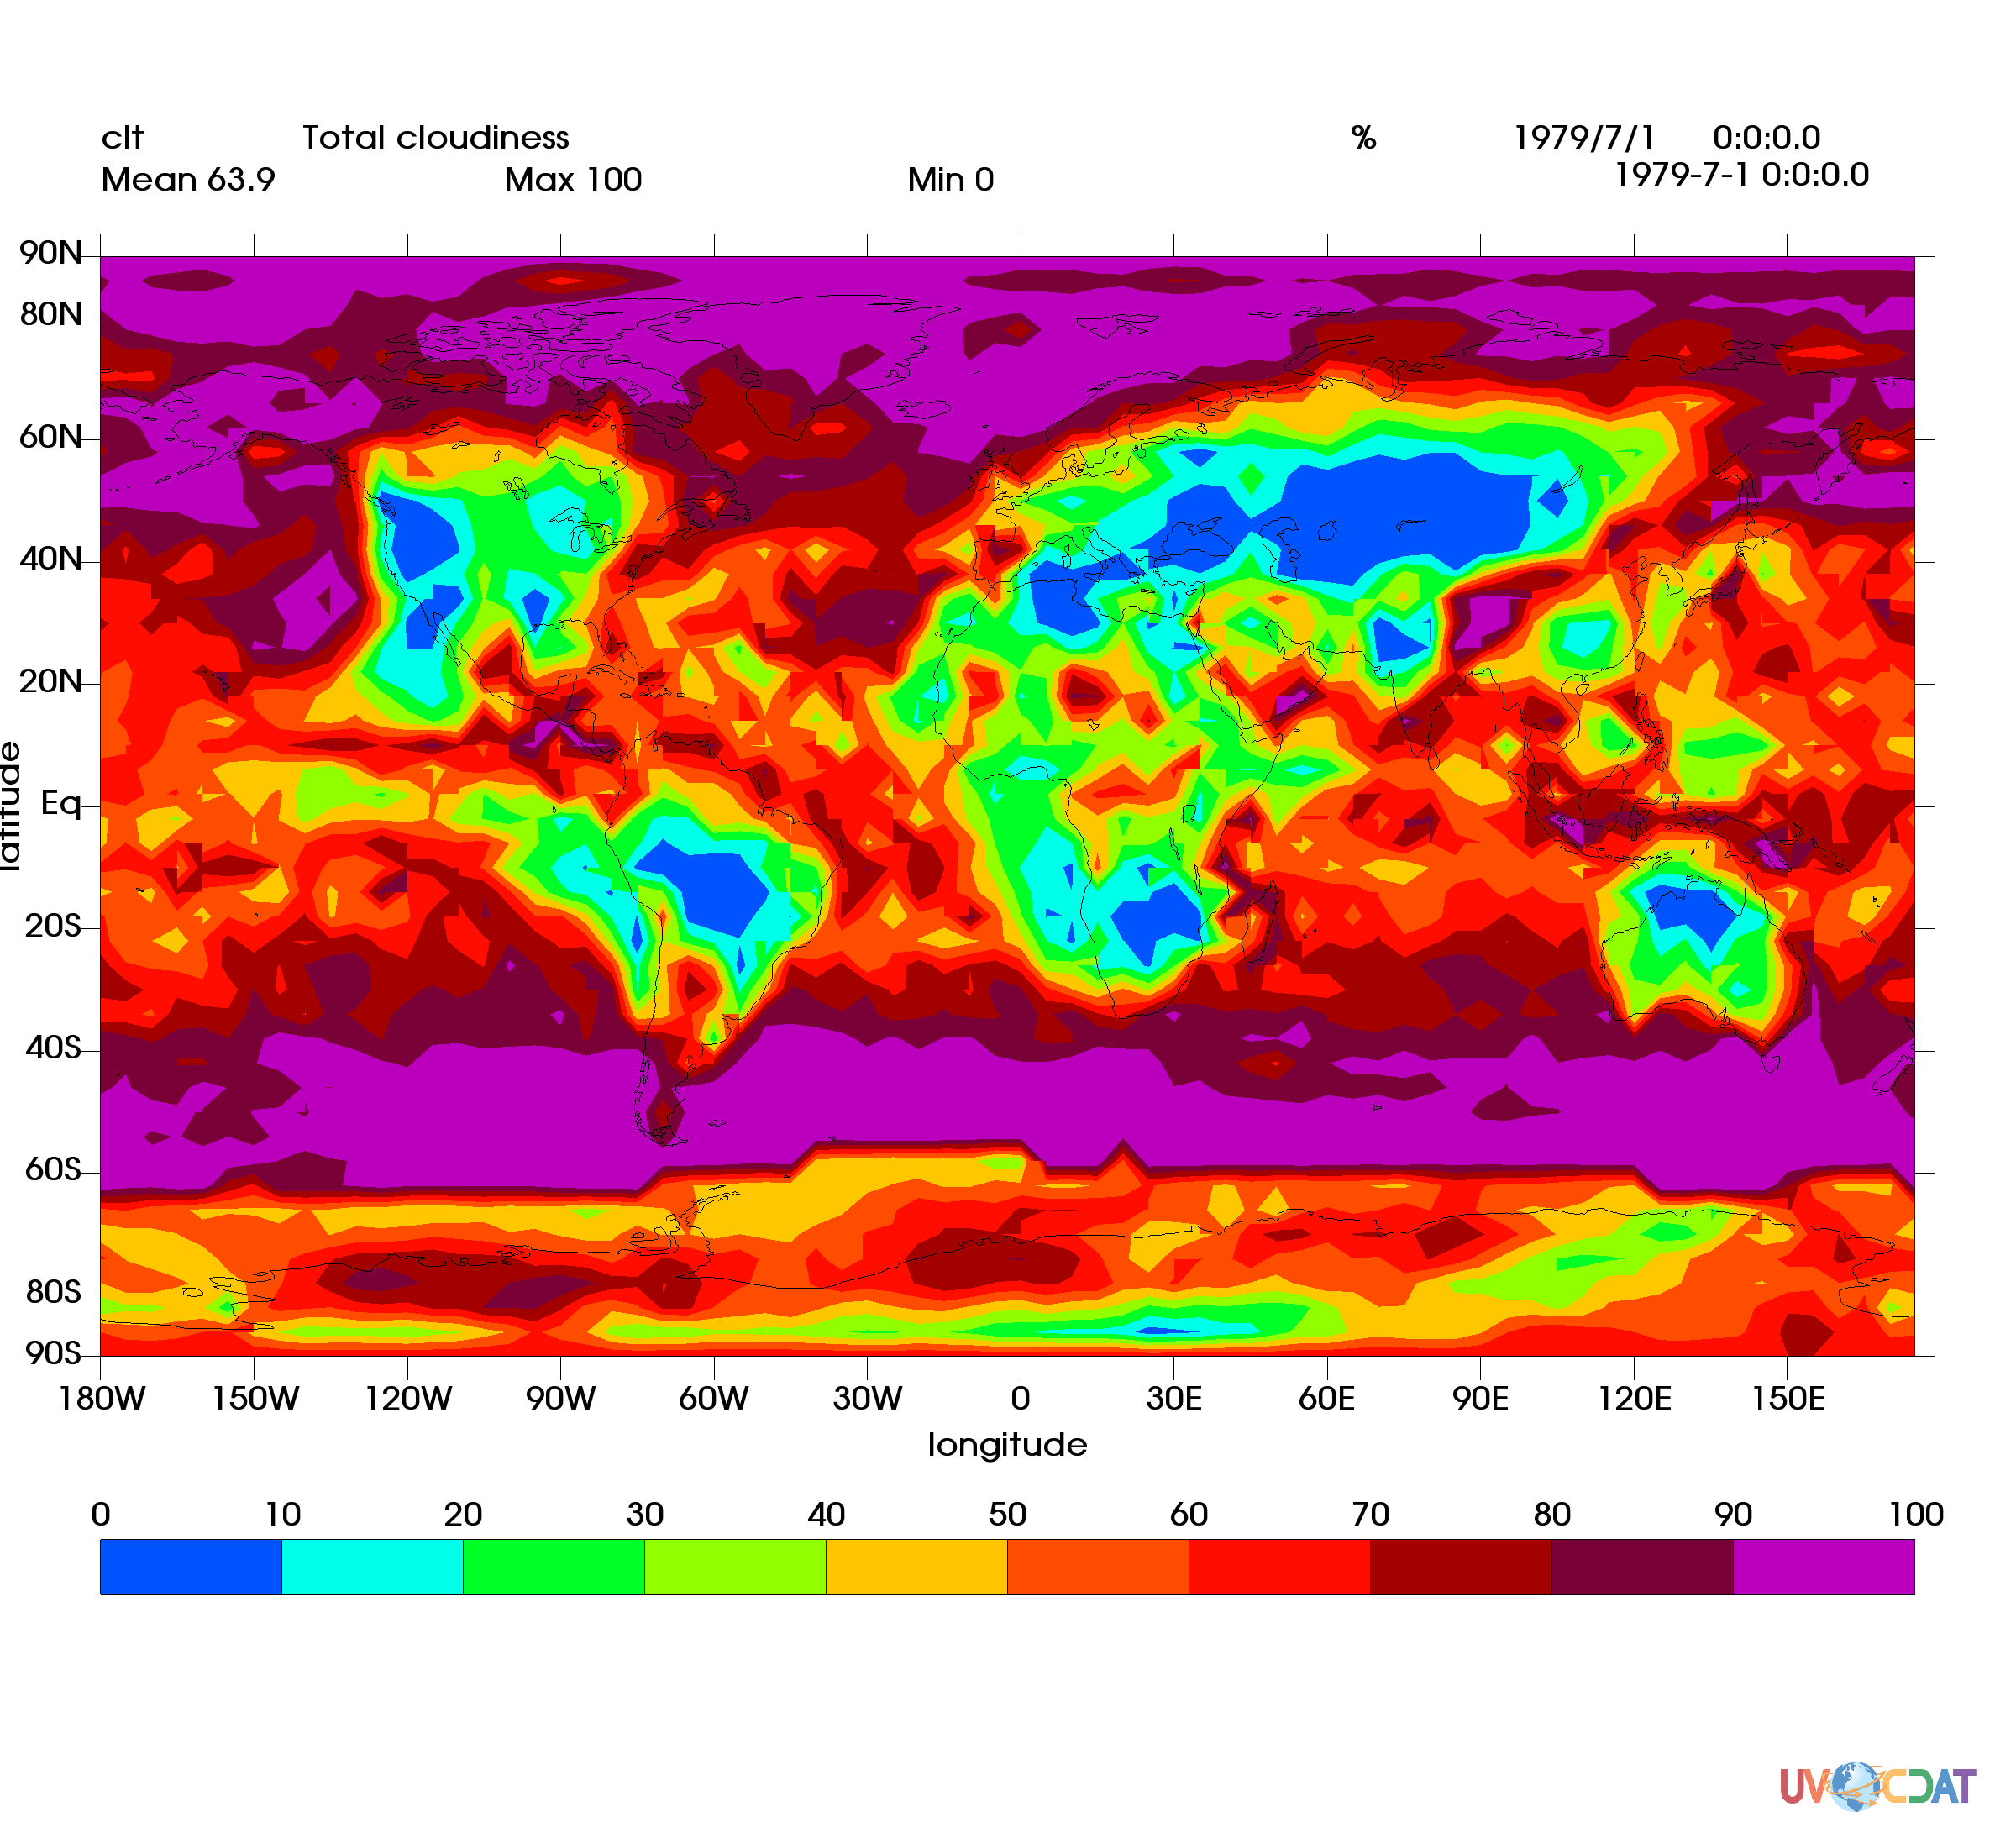 clt Total cloudiness % 1979/7/1 0:0:0.0
Mean 63.9 Max 100 Min 0 1979-7-1 0:0:0.0
90N
80N
60N
40N
20N
Eq
20S
40S
60S
80S
90S
latitude
180W 150W 120W 90W 60W 30W 0 30E 60E 90E 120E 150E
longitude
0 10 20 30 40 50 60 70 80 90 100
UV CDAT